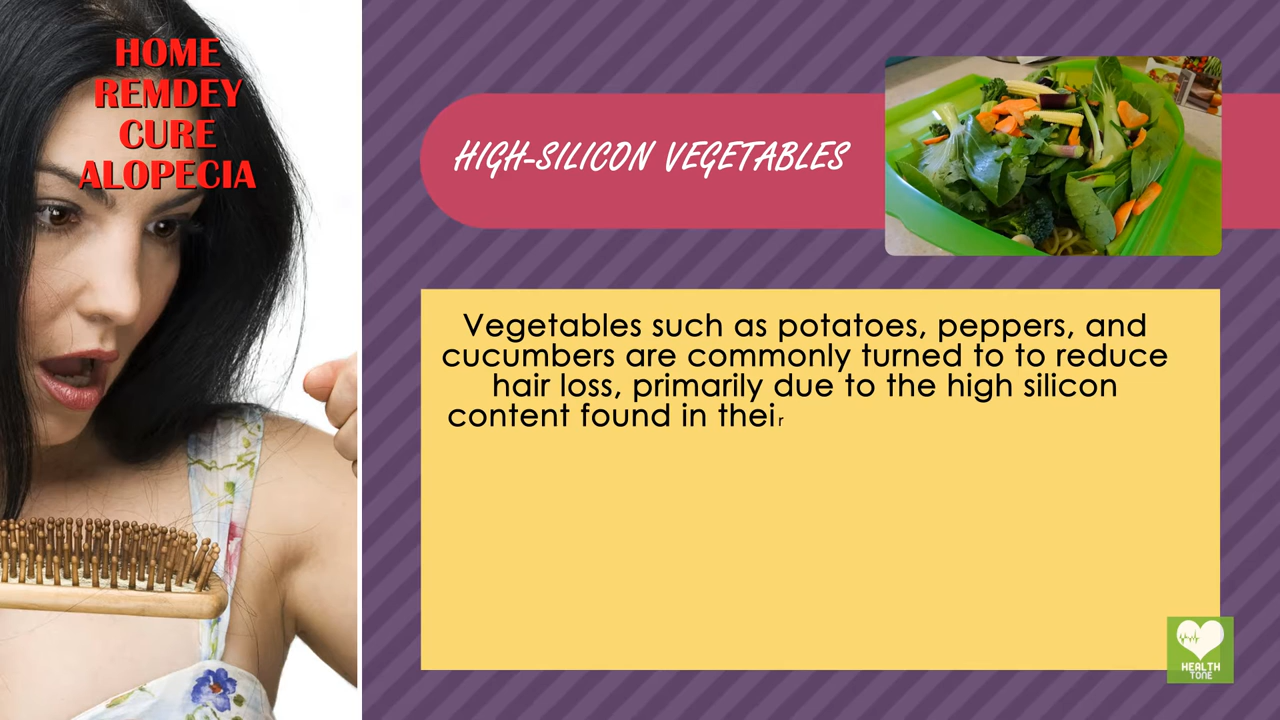 HOME
REMDEY
CURE
ALOPECIA
HIGH-SILICON VEGETABLES
Vegetables such as potatoes, peppers, and
cucumbers are commonly turned to to reduce
hair loss, primarily due to the high silicon
content found in their
HEALTH
TONE